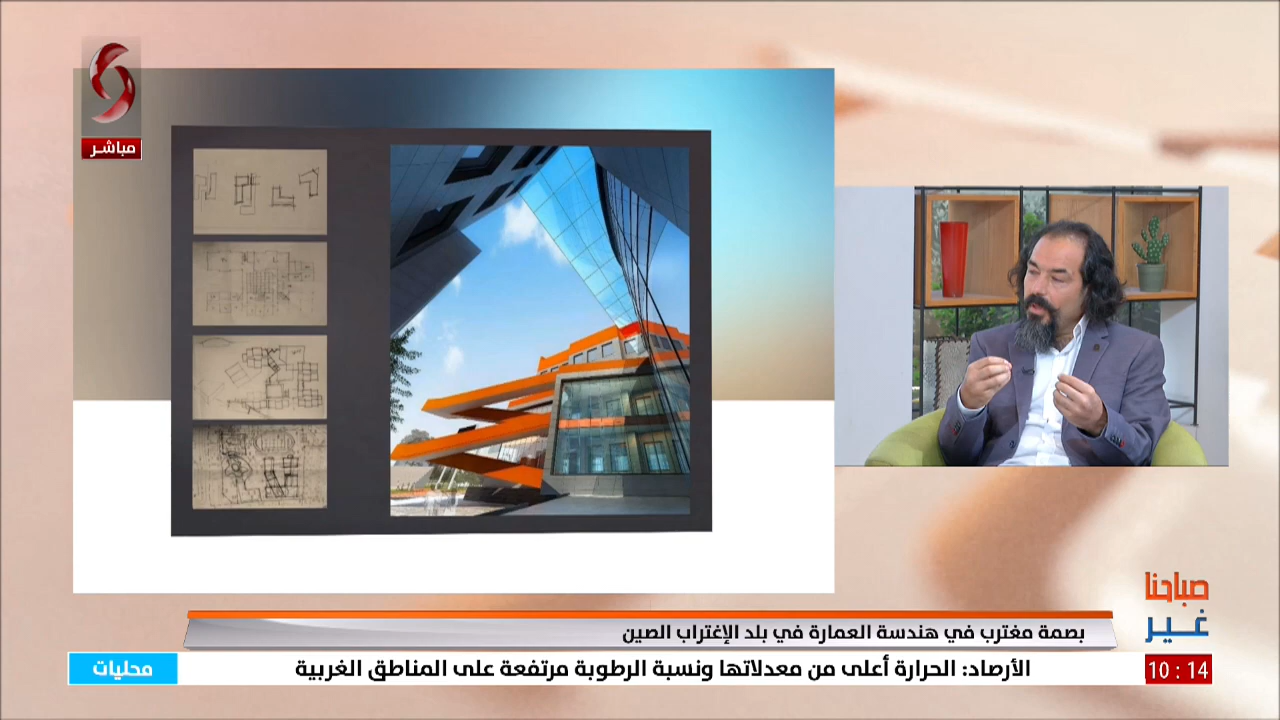 مباشر
صباحنا
غير
بصمة مغترب في هندسة العمارة في بلد الإغتراب الصين
محليات
الأرصاد: الحرارة أعلى من معدلاتها ونسبة الرطوبة مرتفعة على المناطق الغربية
10 : 14